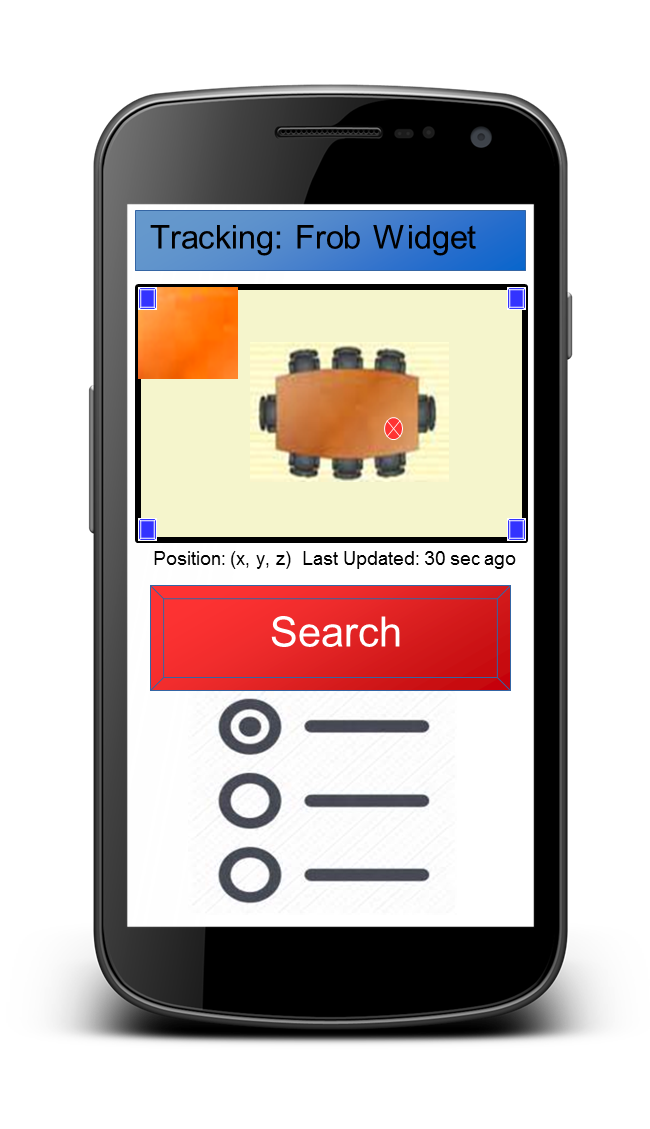 Tracking: Frob Widget
Position: (x, y, z)  Last Updated: 30 sec ago
Search